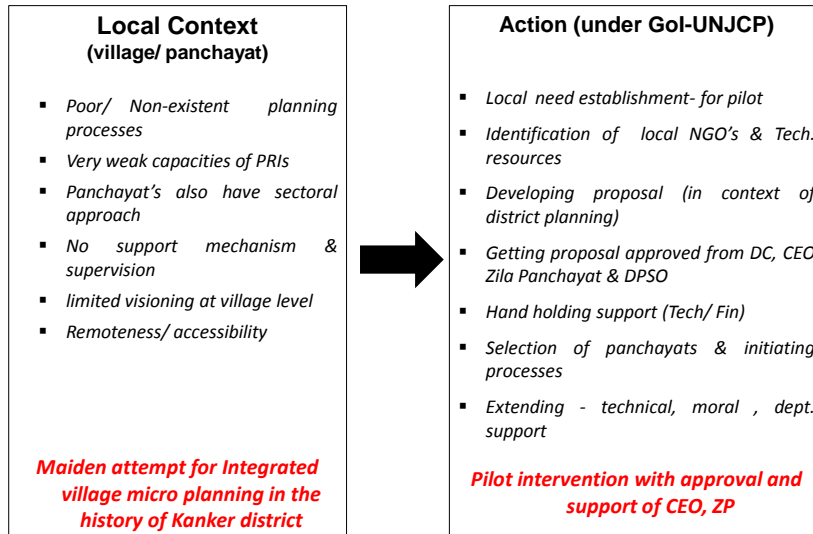 Local Context
(village/ panchayat)
▪ Poor/ Non-existent planning
processes
▪ Very weak capacities of PRIs
▪ Panchayat's also have sectoral
approach
▪ No support mechanism &
supervision
▪ limited visioning at village level
▪ Remoteness/ accessibility
Maiden attempt for Integrated
village micro planning in the
history of Kanker district
Action (under GoI-UNJCP)
▪ Local need establishment- for pilot
▪ Identification of local NGO's & Tech.
resources
▪ Developing proposal (in context of
district planning)
▪ Getting proposal approved from DC, CEO
Zila Panchayat & DPSO
▪ Hand holding support (Tech/ Fin)
▪ Selection of panchayats & initiating
processes
▪ Extending - technical, moral , dept.
support
Pilot intervention with approval and
support of CEO, ZP